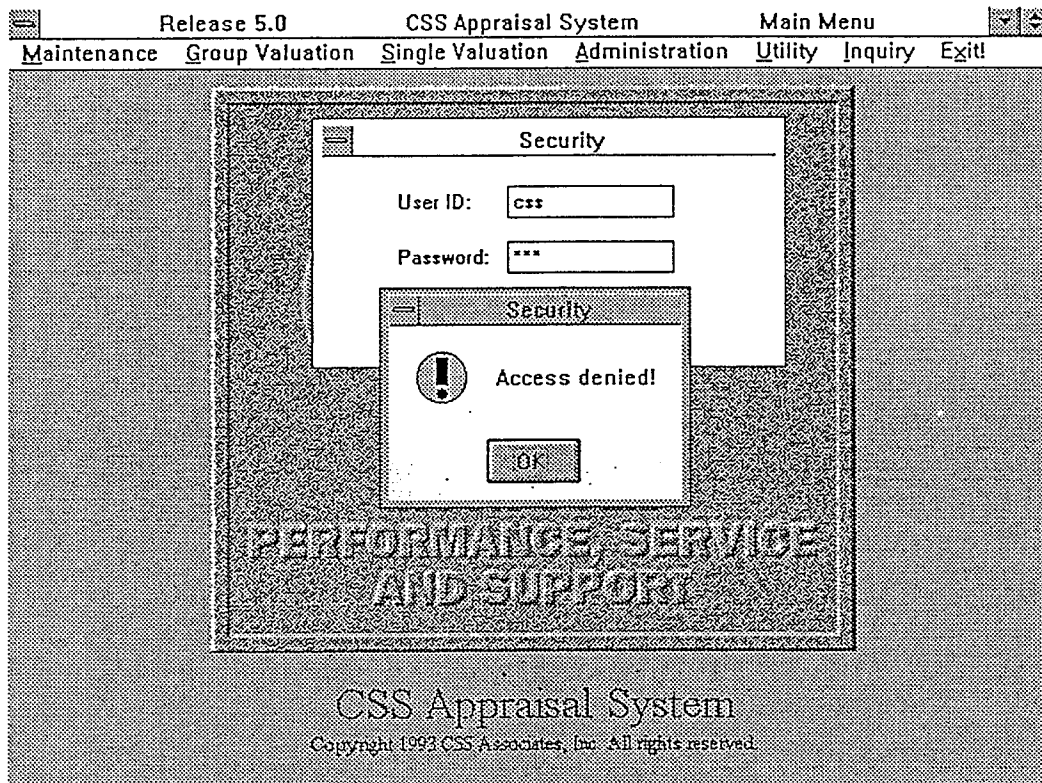 Release 5.0 CSS Appraisal System Main Menu
Maintenance Group Valuation Single Valuation Administration Utility Inquiry Exit!
Security
User ID: css
Password: ***
Security
Access denied!
OK
PERFORMANCE, SERVICE
AND SUPPORT
CSS Appraisal System
Copyright 1993 CSS Associates, Inc. All rights reserved.